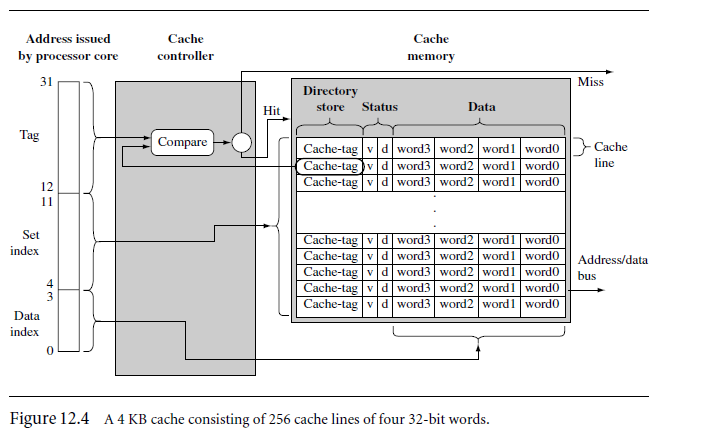 Address issued
by processor core
Cache
controller
Cache
memory
31
Tag
12
11
Set
index
4
3
Data
index
0
Compare
Hit
Miss
Directory
store Status Data
Cache-tag v d word3 word2 word1 word0
Cache-tag v d word3 word2 word1 word0
Cache-tag v d word3 word2 word1 word0
.
.
.
Cache-tag v d word3 word2 word1 word0
Cache-tag v d word3 word2 word1 word0
Cache-tag v d word3 word2 word1 word0
Cache-tag v d word3 word2 word1 word0
Cache-tag v d word3 word2 word1 word0
Cache
line
Address/data
bus
Figure 12.4 A 4 KB cache consisting of 256 cache lines of four 32-bit words.